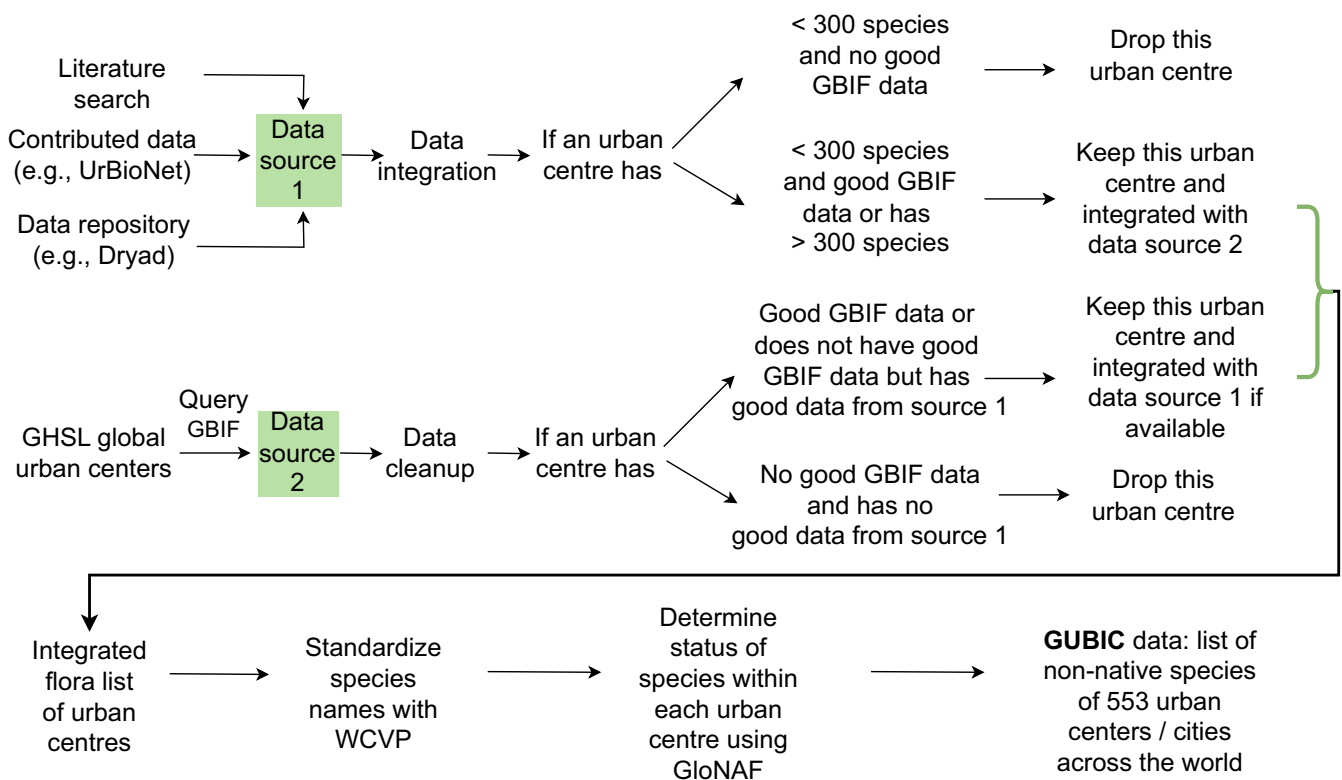 Literature
search
Contributed data
(e.g., UrBioNet)
Data repository
(e.g., Dryad)
Data
source
1
Data
integration
If an urban
centre has
< 300 species
and no good
GBIF data
Drop this
urban centre
< 300 species
and good GBIF
data or has
> 300 species
Keep this urban
centre and
integrated with
data source 2
GHSL global
urban centers
Query
GBIF
Data
source
2
Data
cleanup
If an urban
centre has
Good GBIF data or
does not have good
GBIF data but has
good data from source 1
Keep this urban
centre and
integrated with
data source 1 if
available
No good GBIF data
and has no
good data from source 1
Drop this
urban centre
Integrated
flora list
of urban
centres
Standardize
species
names with
WCVP
Determine
status of
species within
each urban
centre using
GloNAF
GUBIC data: list of
non-native species
of 553 urban
centers / cities
across the world